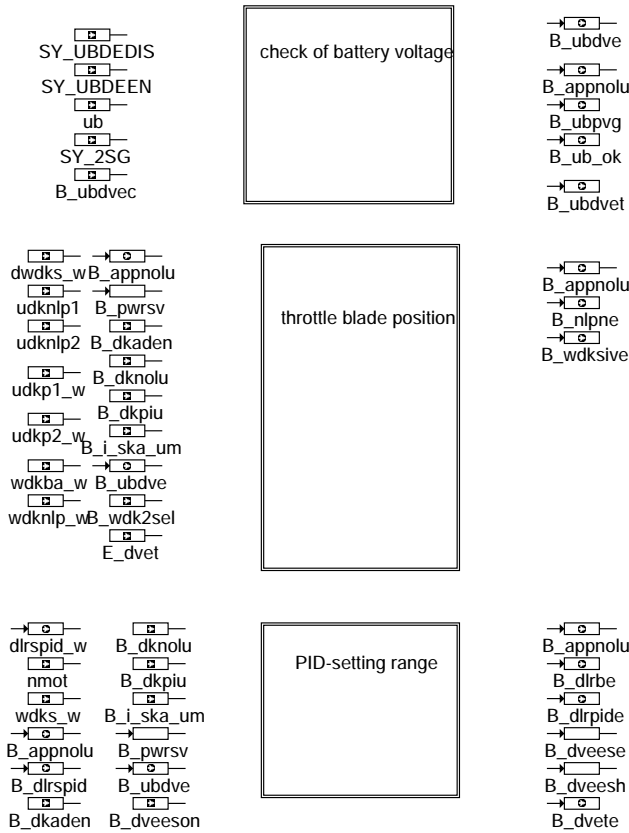 SY_UBDEDIS
SY_UBDEEN
ub
SY_2SG
B_ubdvec
check of battery voltage
B_ubdve
B_appnolu
B_ubpvg
B_ub_ok
B_ubdvet
dwdks_w B_appnolu
udknlp1 B_pwrsv
udknlp2 B_dkaden
B_dknolu
udkp1_w
B_dkpiu
udkp2_w
B_i_ska_um
wdkba_w B_ubdve
wdknlp_w B_wdk2sel
E_dvet
throttle blade position
B_appnolu
B_nlpne
B_wdksive
dlrspid_w B_dknolu
nmot B_dkpiu
wdks_w B_i_ska_um
B_appnolu B_pwrsv
B_dlrspid B_ubdve
B_dkaden B_dveeson
PID-setting range
B_appnolu
B_dlrbe
B_dlrpide
B_dveese
B_dveesh
B_dvete